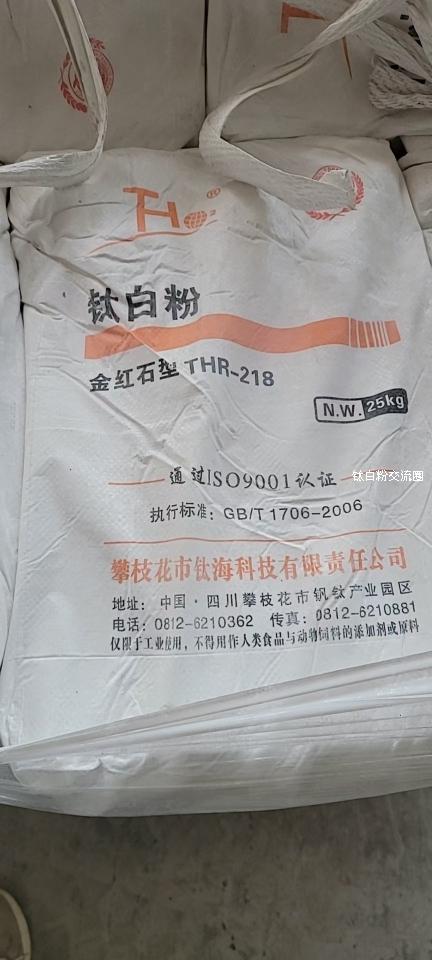 TH
®
钛白粉
金红石型 THR-218
N.W. 25kg
通过ISO9001认证
钛白粉交流圈
执行标准：GB/T 1706-2006
攀枝花市钛海科技有限责任公司
地址：中国·四川攀枝花市钒钛产业园区
电话：0812-6210362 传真：0812-6210881
仅限于工业使用，不得用作人类食品与动物饲料的添加剂或原料